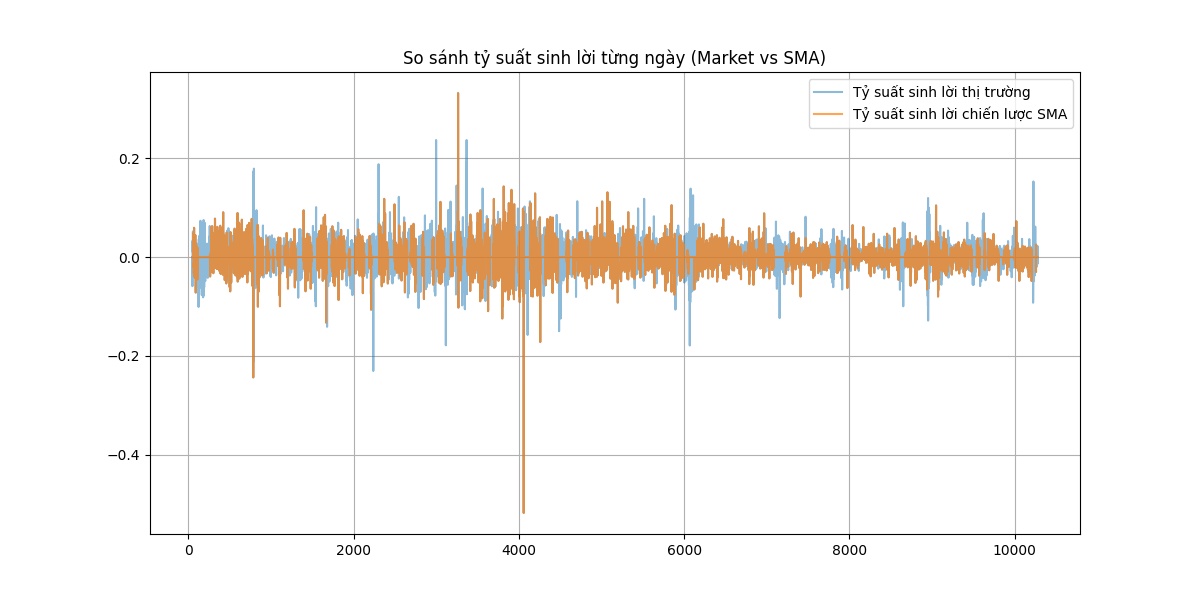 So sánh tỷ suất sinh lời từng ngày (Market vs SMA)
Tỷ suất sinh lời thị trường
Tỷ suất sinh lời chiến lược SMA
0.2
0.0
−0.2
−0.4
0 2000 4000 6000 8000 10000